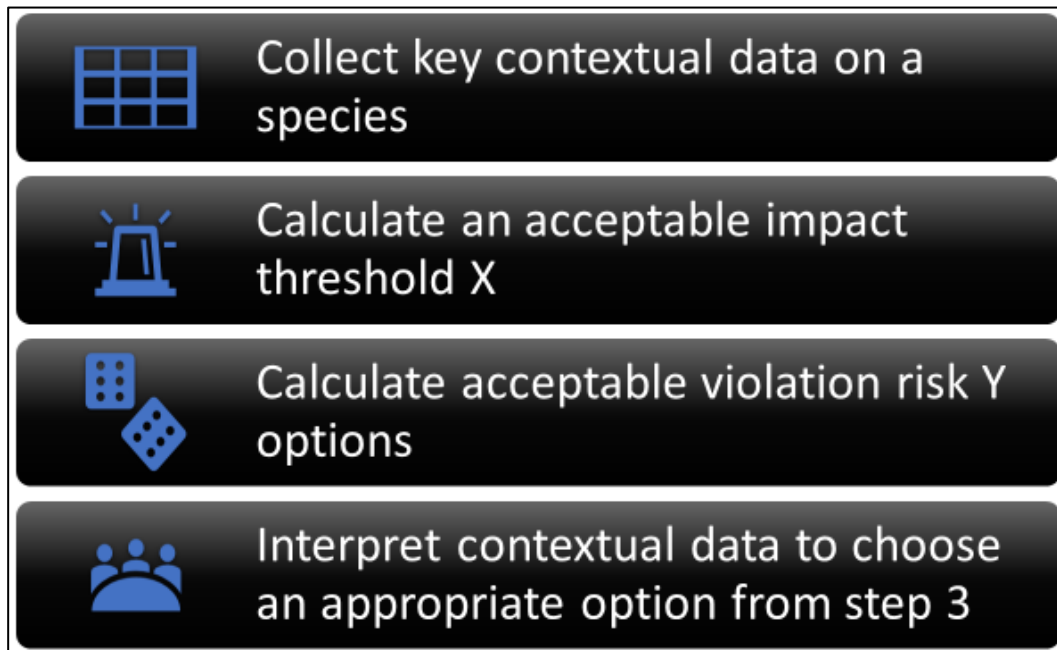 Collect key contextual data on a
species
Calculate an acceptable impact
threshold X
Calculate acceptable violation risk Y
options
Interpret contextual data to choose
an appropriate option from step 3